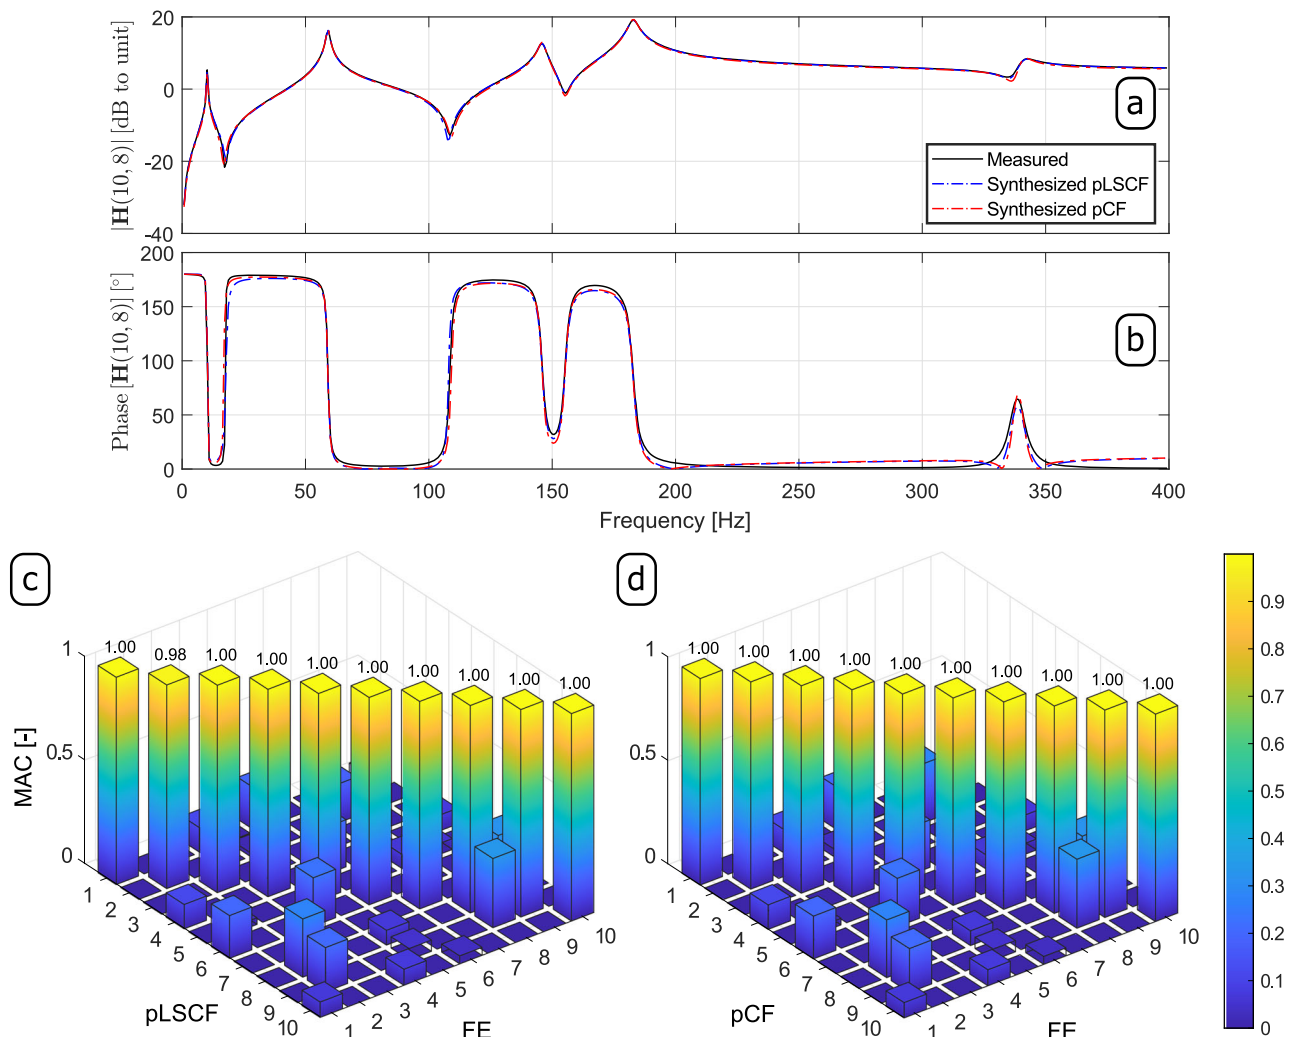 20
0
-20
-40
|H(10, 8)| [dB to unit]
a
Measured
Synthesized pLSCF
Synthesized pCF
200
150
100
50
0
Phase [H(10, 8)] [°]
b
0 50 100 150 200 250 300 350 400
Frequency [Hz]
c
1
0.5
0
MAC [-]
1.00 0.98 1.00 1.00 1.00 1.00 1.00 1.00 1.00 1.00
1 2 3 4 5 6 7 8 9 10
pLSCF
1 2 3 4 5 6 7 8 9 10
FE
d
1
0.5
0
1.00 1.00 1.00 1.00 1.00 1.00 1.00 1.00 1.00 1.00
1 2 3 4 5 6 7 8 9 10
pCF
1 2 3 4 5 6 7 8 9 10
FE
0.9
0.8
0.7
0.6
0.5
0.4
0.3
0.2
0.1
0